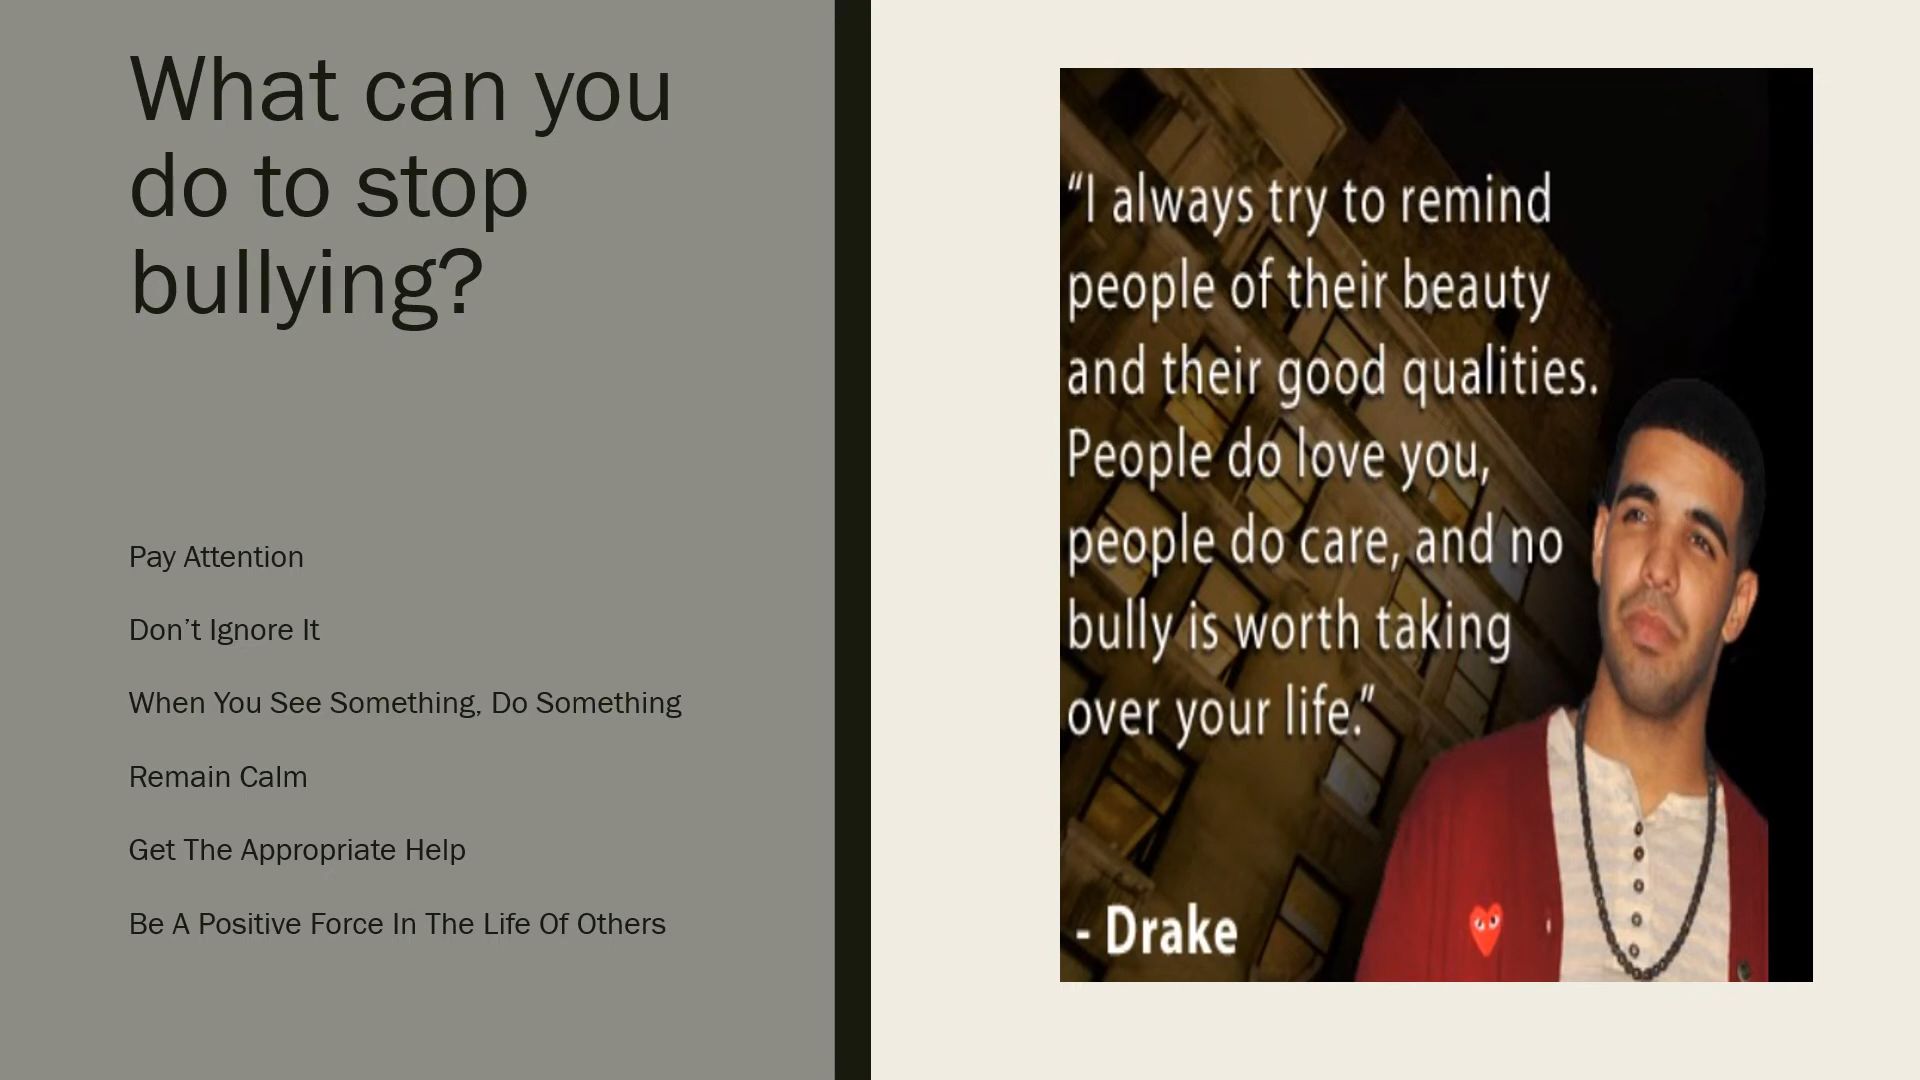 What can you
do to stop
bullying?
Pay Attention
Don’t Ignore It
When You See Something, Do Something
Remain Calm
Get The Appropriate Help
Be A Positive Force In The Life Of Others
“I always try to remind
people of their beauty
and their good qualities.
People do love you,
people do care, and no
bully is worth taking
over your life.”
- Drake